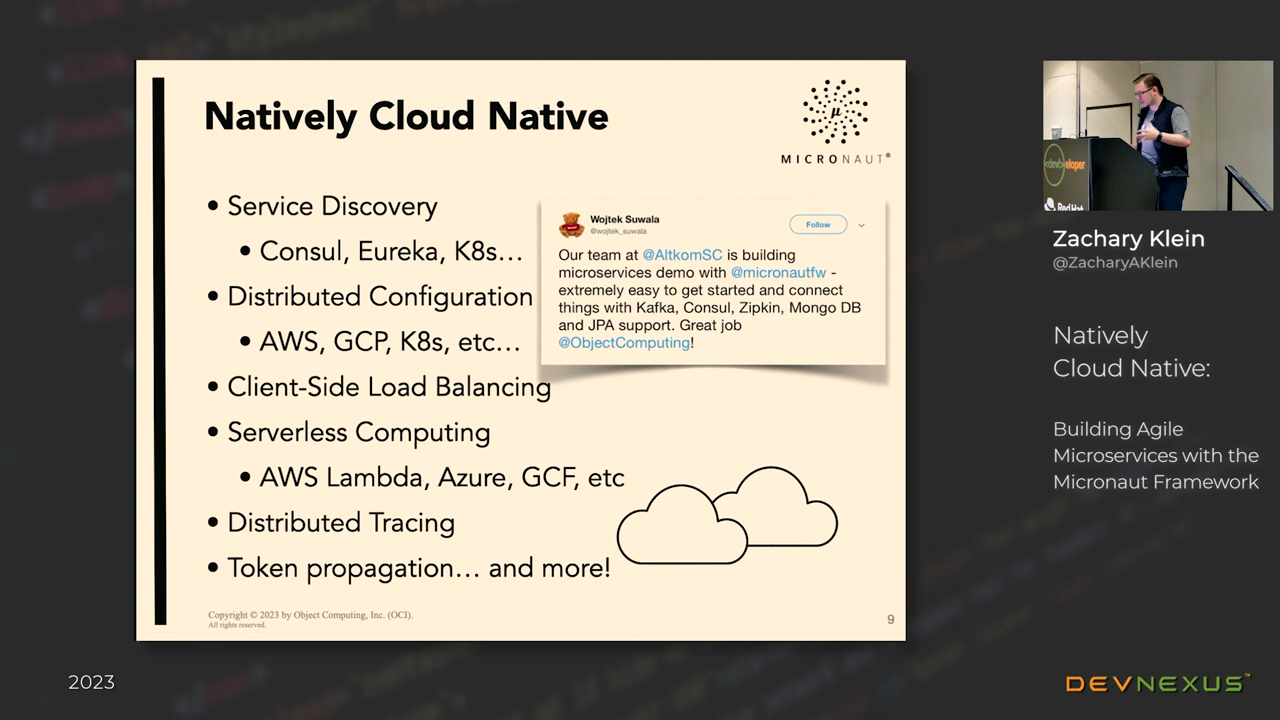 Natively Cloud Native
μ
MICRONAUT®
• Service Discovery
• Consul, Eureka, K8s…
• Distributed Configuration
• AWS, GCP, K8s, etc…
• Client-Side Load Balancing
• Serverless Computing
• AWS Lambda, Azure, GCF, etc
• Distributed Tracing
• Token propagation… and more!
Wojtek Suwala
@wojtek_suwala
Follow
Our team at @AltkomSC is building
microservices demo with @micronautfw -
extremely easy to get started and connect
things with Kafka, Consul, Zipkin, Mongo DB
and JPA support. Great job
@ObjectComputing!
Copyright © 2023 by Object Computing, Inc. (OCI).
All rights reserved.
9
Red Hat
Zachary Klein
@ZacharyAKlein
Natively
Cloud Native:
Building Agile
Microservices with the
Micronaut Framework
2023
DEVNEXUS™